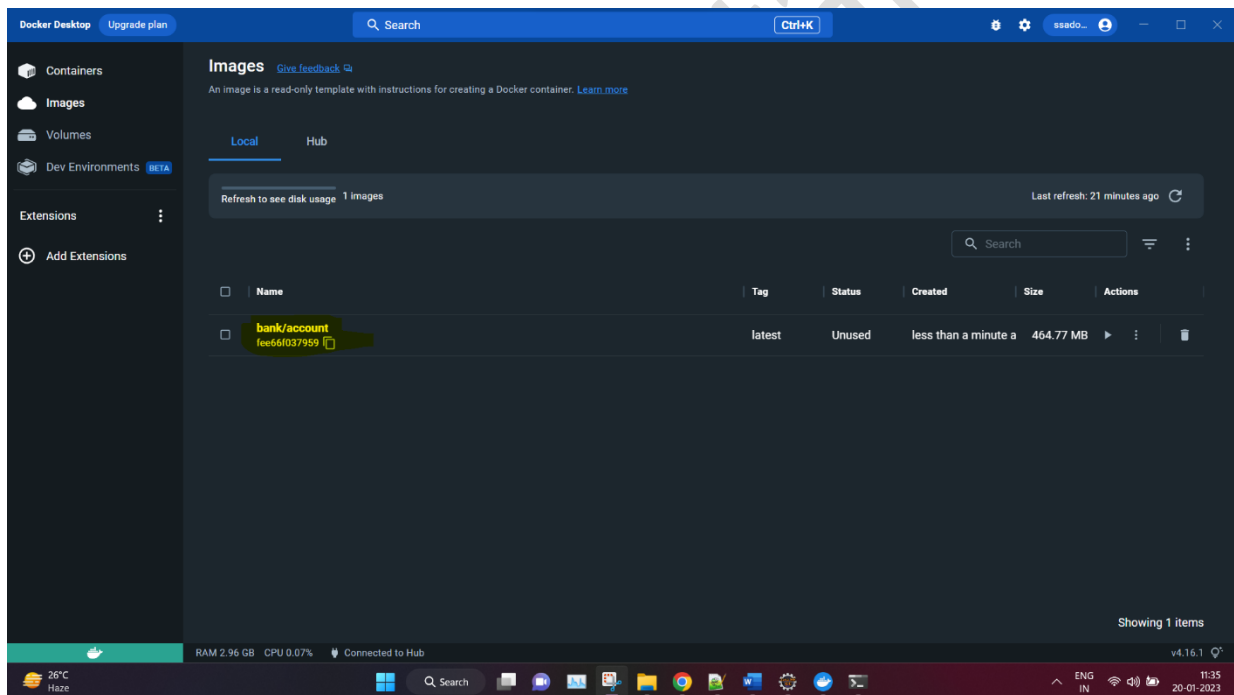 Docker Desktop Upgrade plan Search Ctrl+K ssado...
Containers
Images
Volumes
Dev Environments BETA
Extensions
Add Extensions
Images Give feedback
An image is a read-only template with instructions for creating a Docker container. Learn more
Local Hub
Refresh to see disk usage 1 images Last refresh: 21 minutes ago
Search
Name Tag Status Created Size Actions
bank/account latest Unused less than a minute a 464.77 MB
fee66f037959
Showing 1 items
RAM 2.96 GB CPU 0.07% Connected to Hub v4.16.1
26°C
Haze
Search
ENG
IN
11:35
20-01-2023